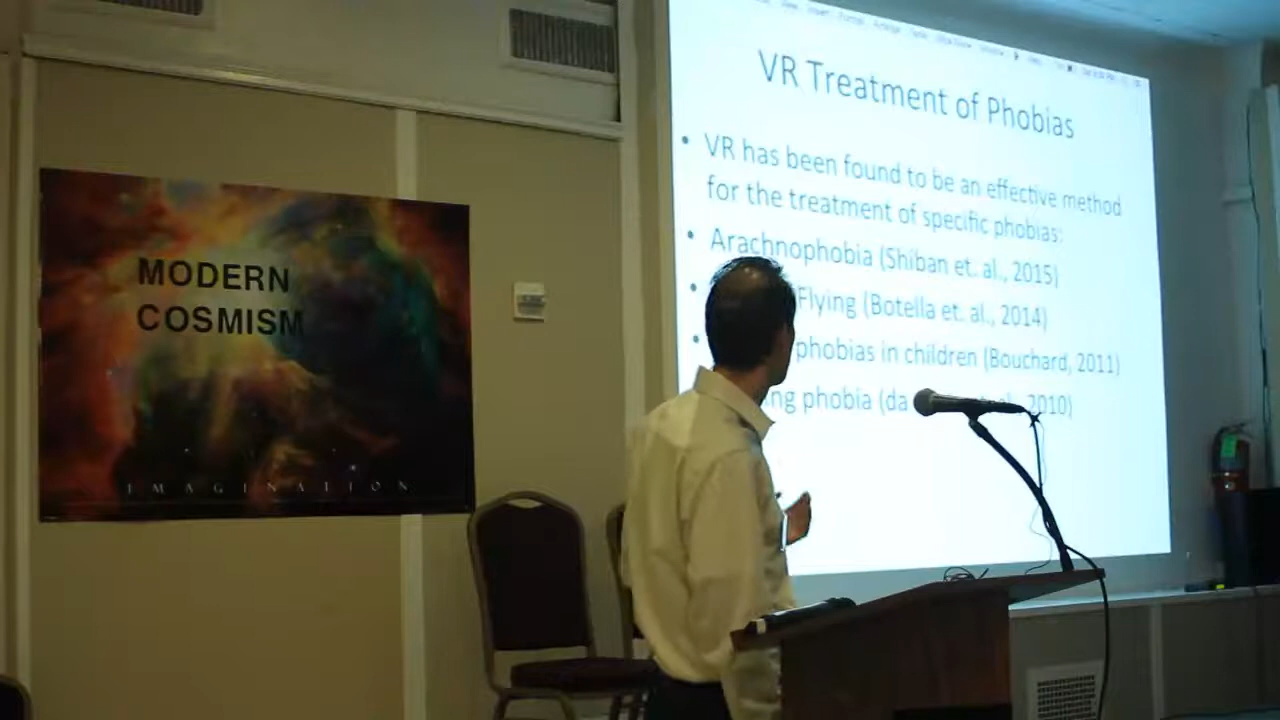 MODERN
COSMISM
IMAGINATION
VR Treatment of Phobias
• VR has been found to be an effective method
for the treatment of specific phobias:
• Arachnophobia (Shiban et. al., 2015)
• Flying (Botella et. al., 2014)
• phobias in children (Bouchard, 2011)
phobia (da 2010)